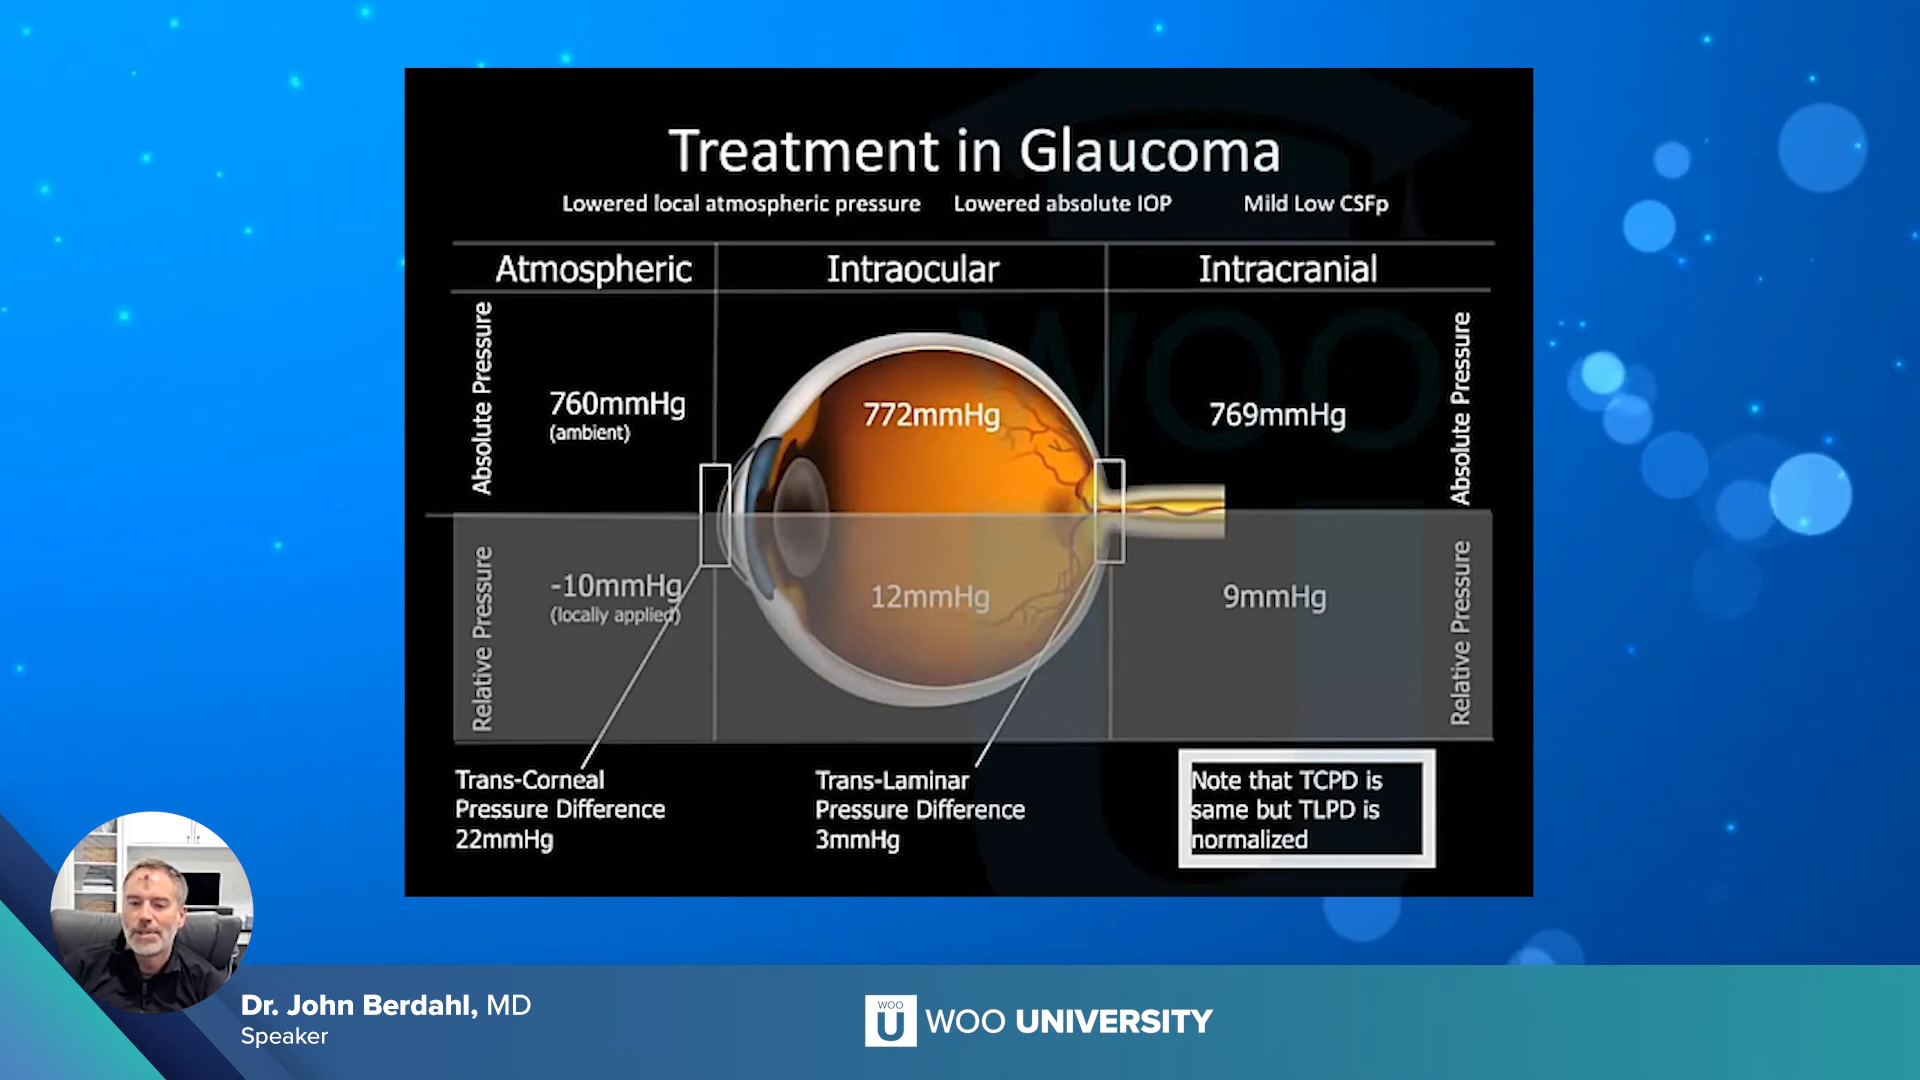 Treatment in Glaucoma
Lowered local atmospheric pressure Lowered absolute IOP Mild Low CSFp
Atmospheric Intraocular Intracranial
Absolute Pressure
760mmHg
(ambient)
772mmHg
769mmHg
Absolute Pressure
Relative Pressure
-10mmHg
(locally applied)
12mmHg
9mmHg
Relative Pressure
Trans-Corneal
Pressure Difference
22mmHg
Trans-Laminar
Pressure Difference
3mmHg
Note that TCPD is
same but TLPD is
normalized
WOO
Dr. John Berdahl, MD
Speaker
WOO
U
WOO UNIVERSITY